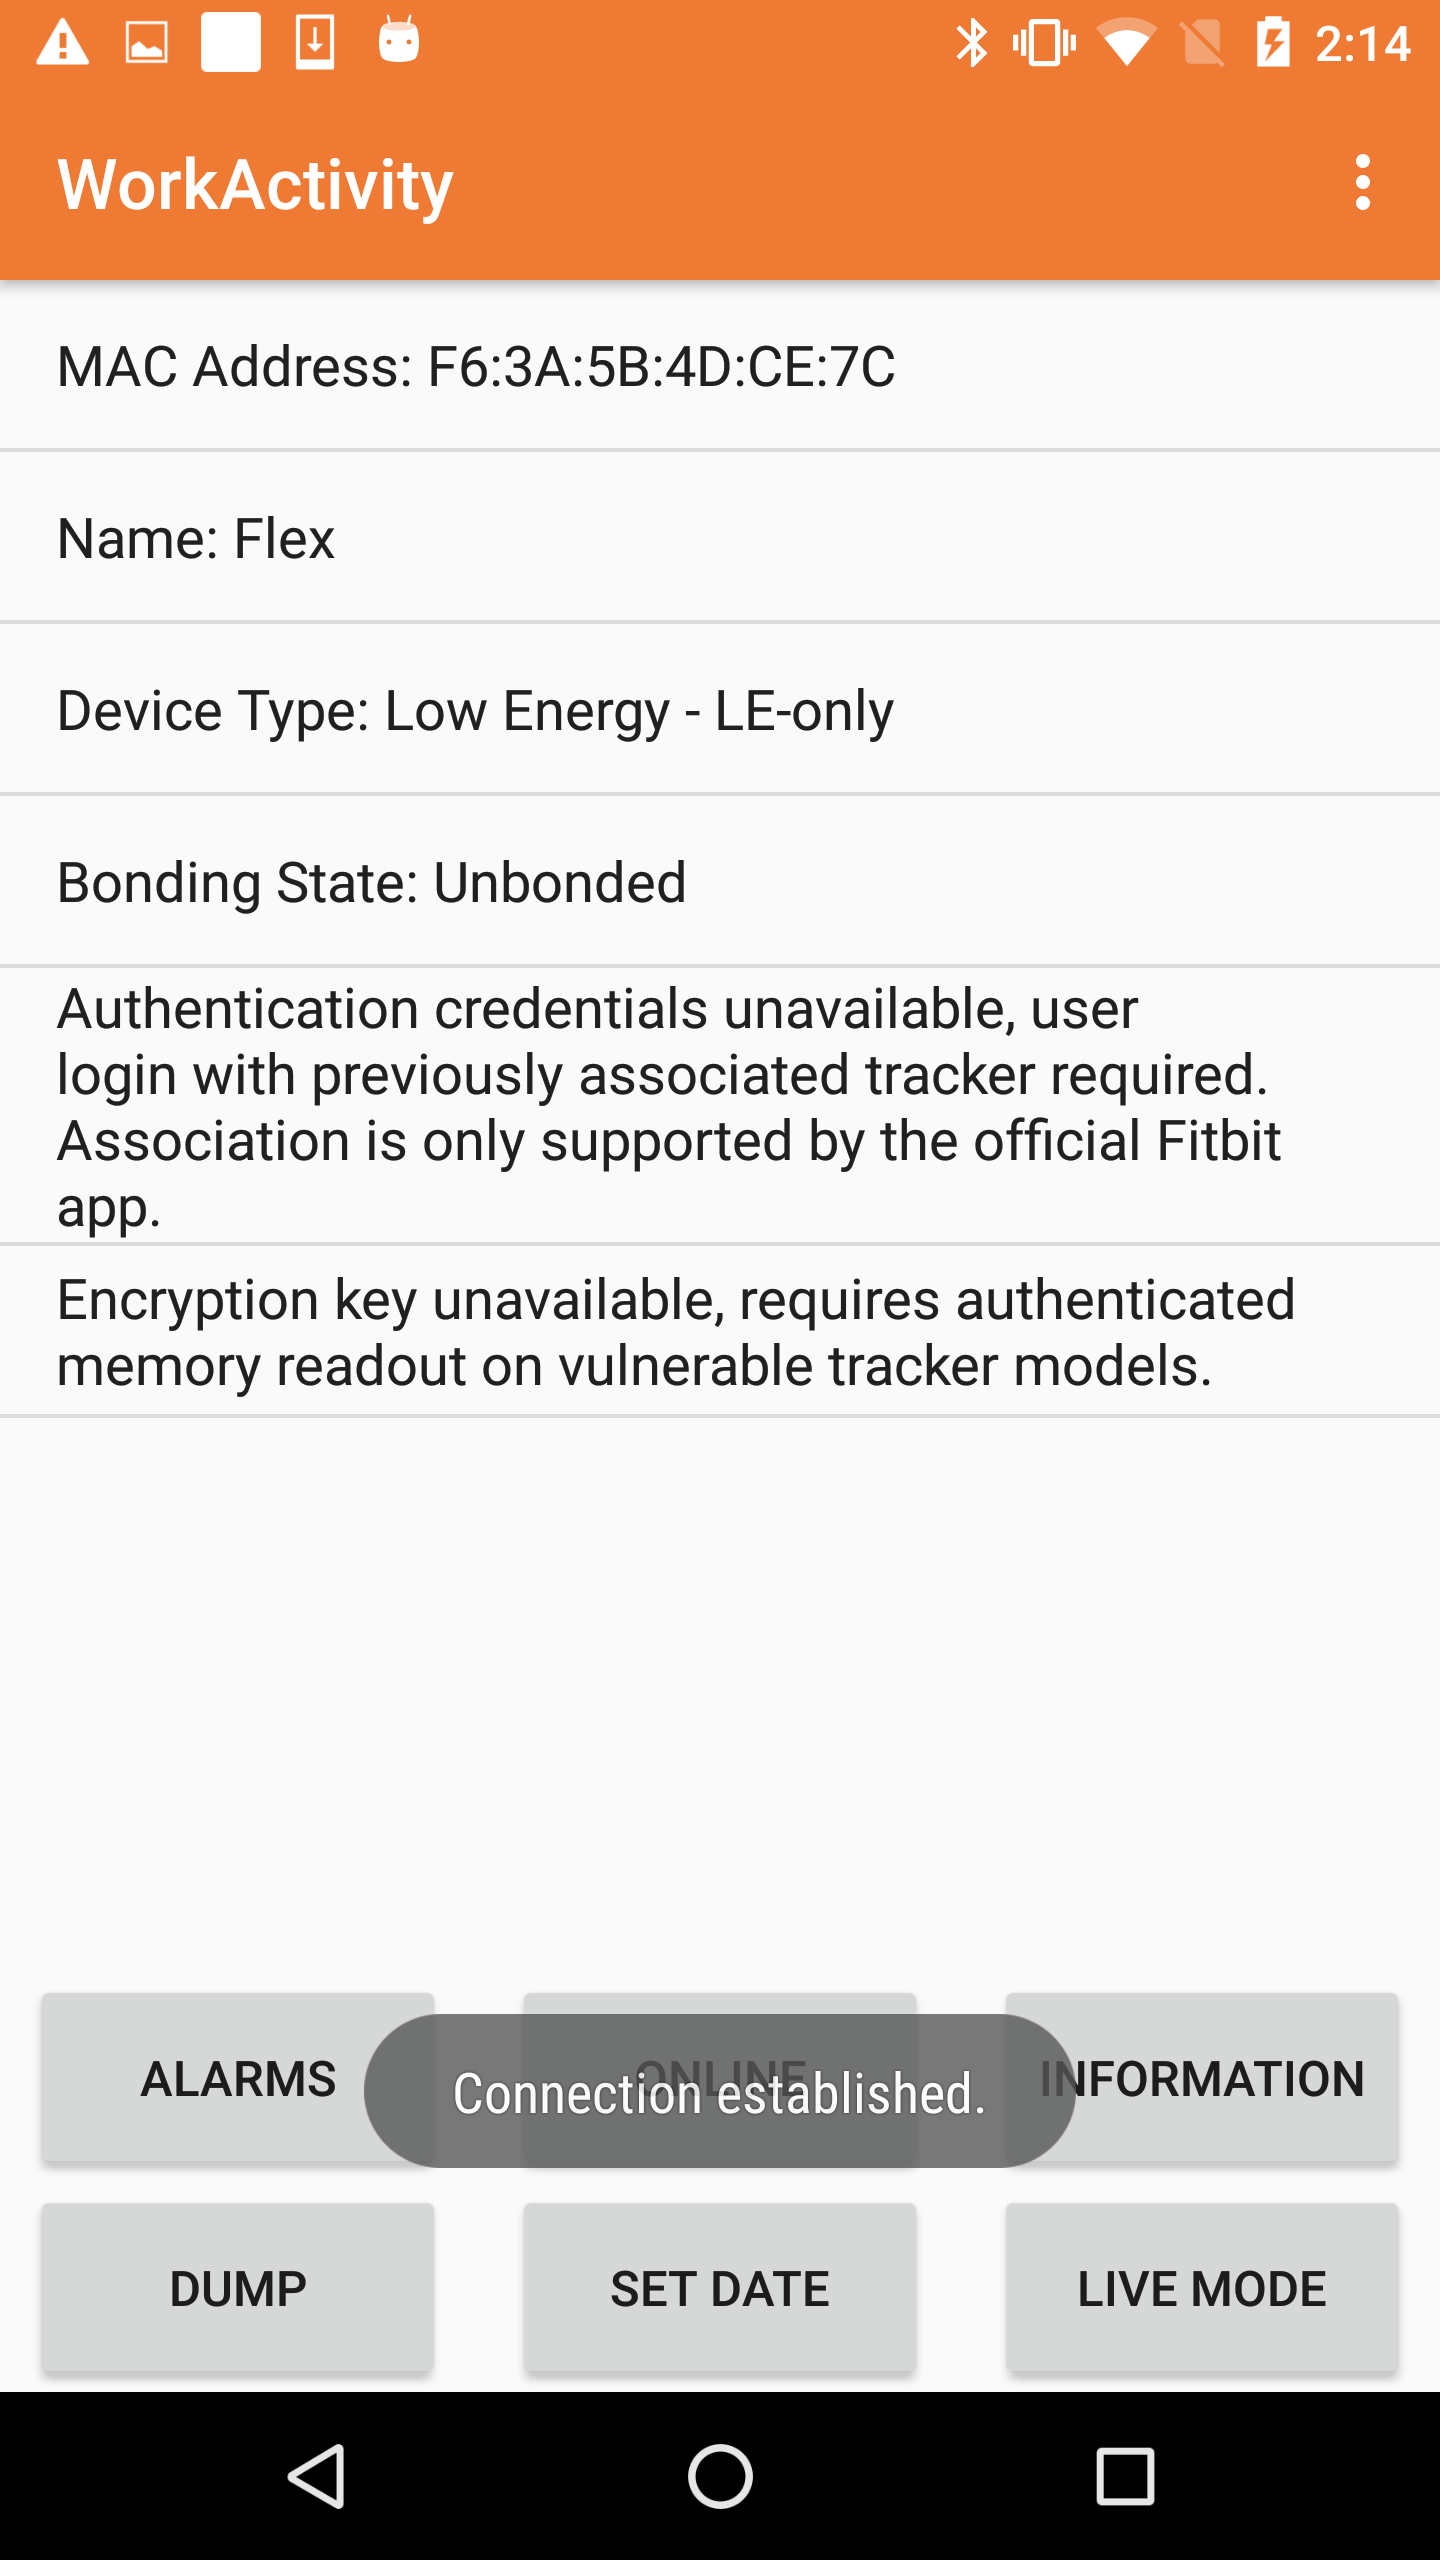 2:14
WorkActivity
MAC Address: F6:3A:5B:4D:CE:7C
Name: Flex
Device Type: Low Energy - LE-only
Bonding State: Unbonded
Authentication credentials unavailable, user
login with previously associated tracker required.
Association is only supported by the official Fitbit
app.
Encryption key unavailable, requires authenticated
memory readout on vulnerable tracker models.
ALARMS ONLINE INFORMATION
Connection established.
DUMP SET DATE LIVE MODE